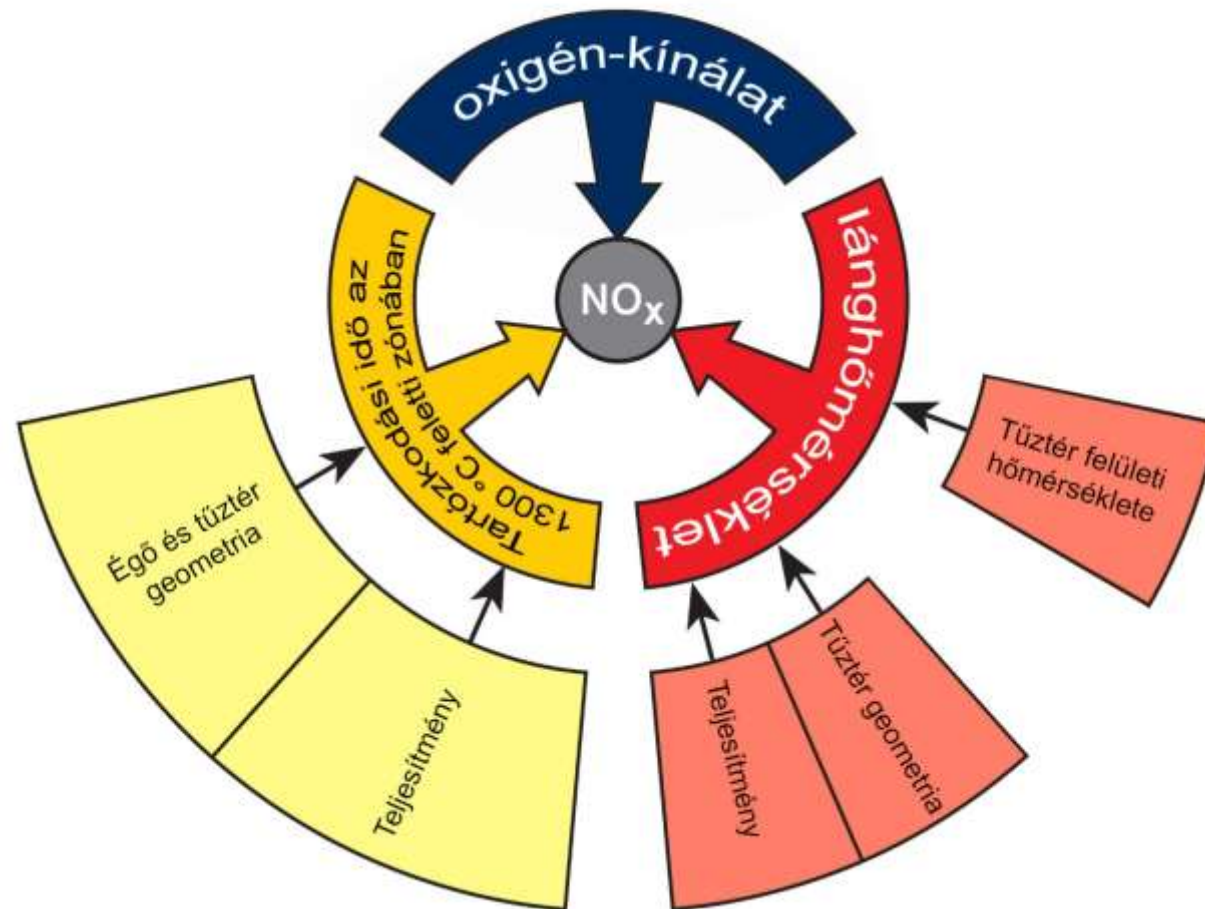 oxigén-kínálat
NOx
Tartózkodási idő az
1300 °C feletti zónában
lánghőmérséklet
Égő és tűztér
geometria
Teljesítmény
Teljesítmény
Tűztér geometria
Tűztér felületi
hőmérséklete